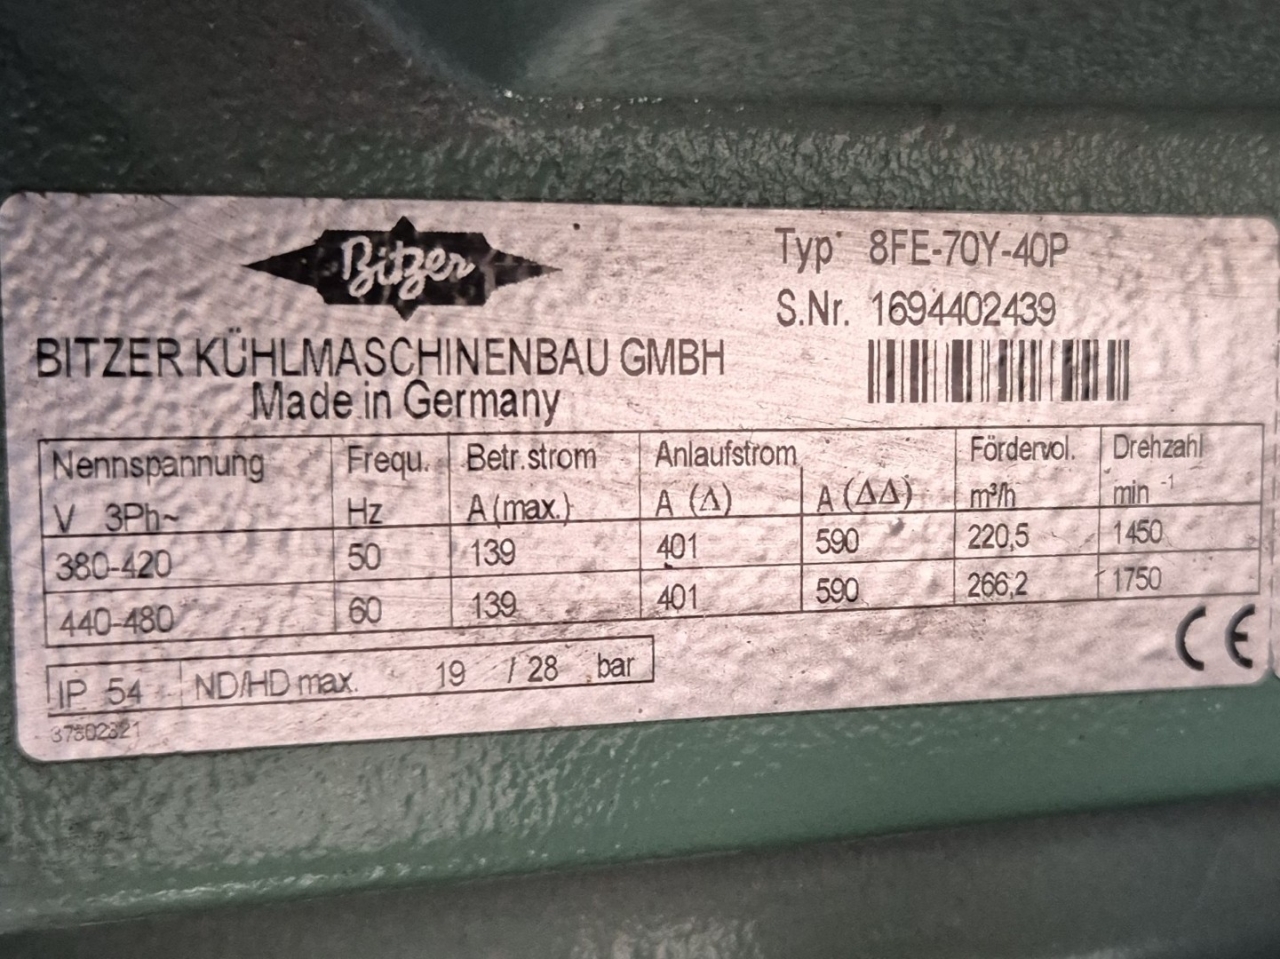 Bitzer
Typ 8FE-70Y-40P
S.Nr. 1694402439
BITZER KÜHLMASCHINENBAU GMBH
Made in Germany
Nennspannung Frequ. Betr.strom Anlaufstrom Fördervol. Drehzahl
V 3Ph~ Hz A (max.) A (Δ) A (ΔΔ) m³/h min -1
380-420 50 139 401 590 220,5 1450
440-480 60 139 401 590 266,2 1750
CE
IP 54 ND/HD max. 19 / 28 bar
37502321